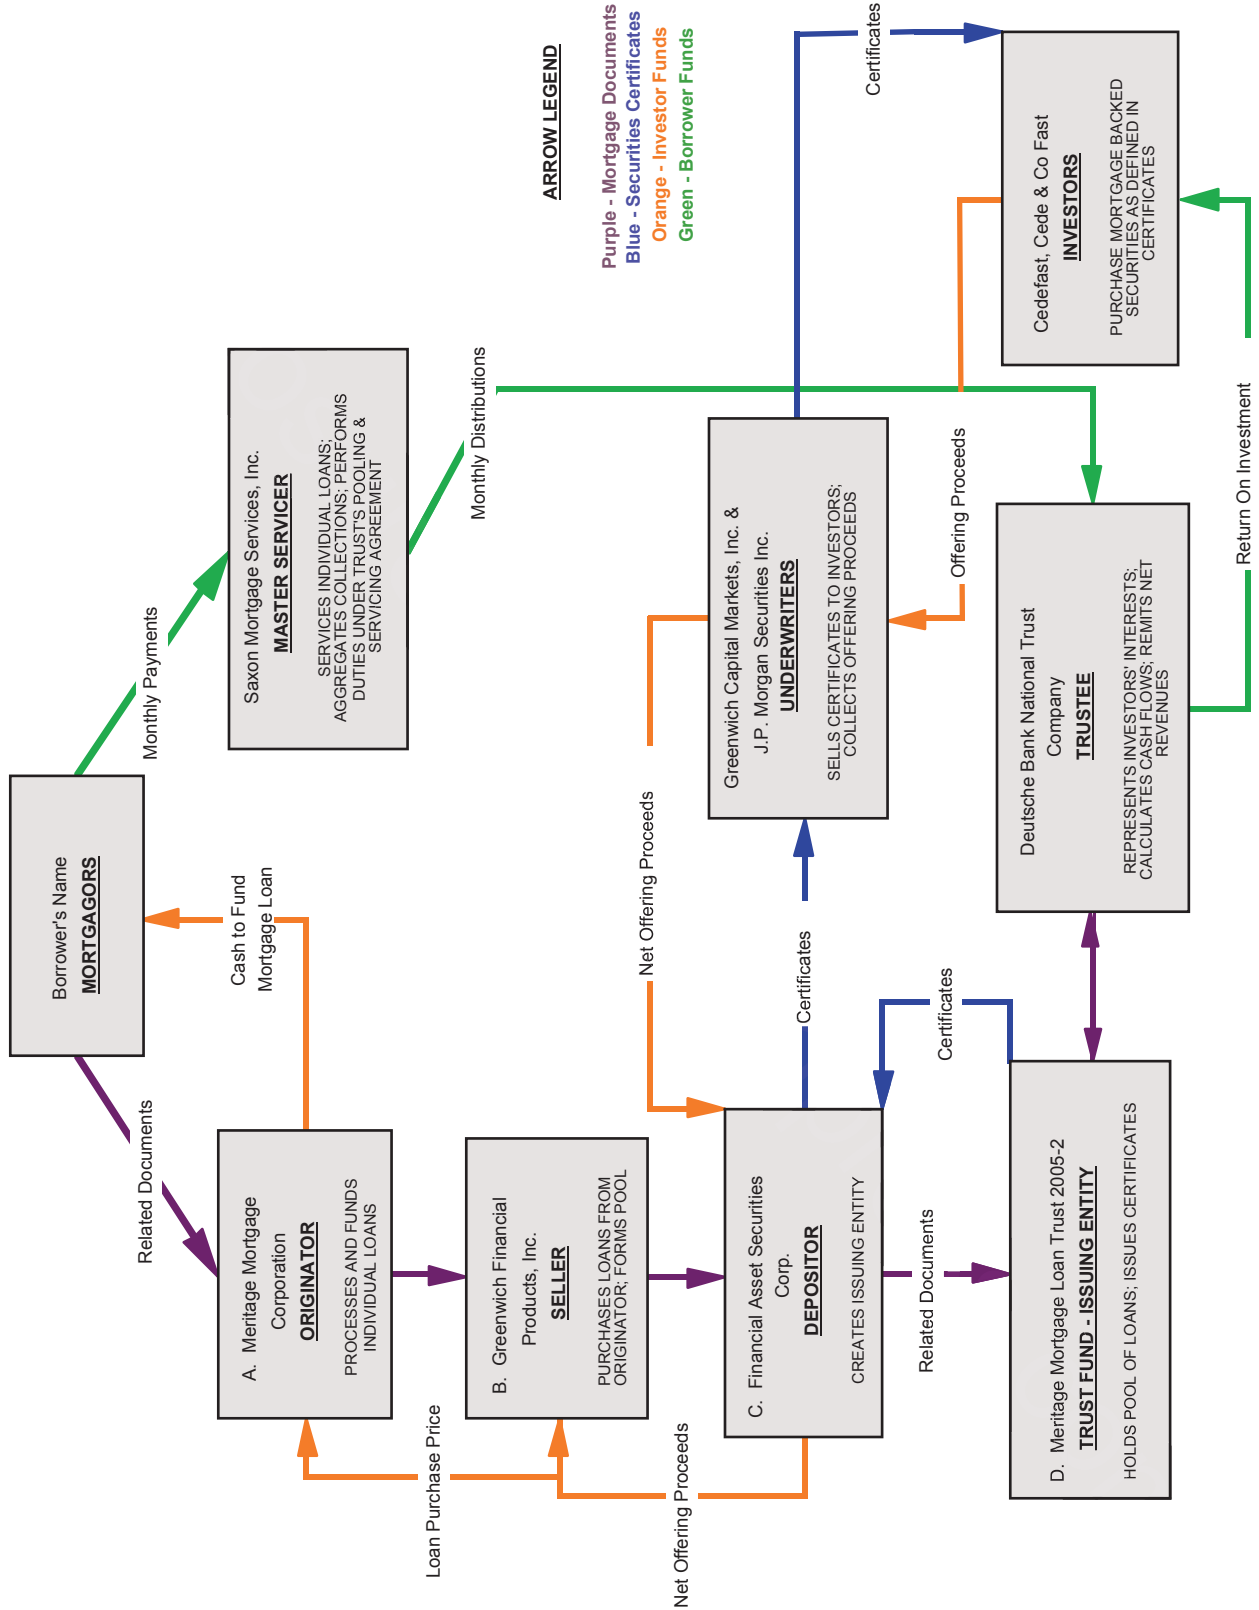 Borrower's Name
MORTGAGORS
Related Documents
Cash to Fund
Mortgage Loan
Monthly Payments
A. Meritage Mortgage
Corporation
ORIGINATOR
PROCESSES AND FUNDS
INDIVIDUAL LOANS
Saxon Mortgage Services, Inc.
MASTER SERVICER
SERVICES INDIVIDUAL LOANS;
AGGREGATES COLLECTIONS; PERFORMS
DUTIES UNDER TRUST'S POOLING &
SERVICING AGREEMENT
Loan Purchase Price
Monthly Distributions
B. Greenwich Financial
Products, Inc.
SELLER
PURCHASES LOANS FROM
ORIGINATOR; FORMS POOL
ARROW LEGEND
Purple - Mortgage Documents
Blue - Securities Certificates
Orange - Investor Funds
Green - Borrower Funds
Net Offering Proceeds
Net Offering Proceeds
C. Financial Asset Securities
Corp.
DEPOSITOR
CREATES ISSUING ENTITY
Certificates
Greenwich Capital Markets, Inc. &
J.P. Morgan Securities Inc.
UNDERWRITERS
SELLS CERTIFICATES TO INVESTORS;
COLLECTS OFFERING PROCEEDS
Certificates
Related Documents
Certificates
Offering Proceeds
D. Meritage Mortgage Loan Trust 2005-2
TRUST FUND - ISSUING ENTITY
HOLDS POOL OF LOANS; ISSUES CERTIFICATES
Deutsche Bank National Trust
Company
TRUSTEE
REPRESENTS INVESTORS' INTERESTS;
CALCULATES CASH FLOWS; REMITS NET
REVENUES
Cedefast, Cede & Co Fast
INVESTORS
PURCHASE MORTGAGE BACKED
SECURITIES AS DEFINED IN
CERTIFICATES
Return On Investment